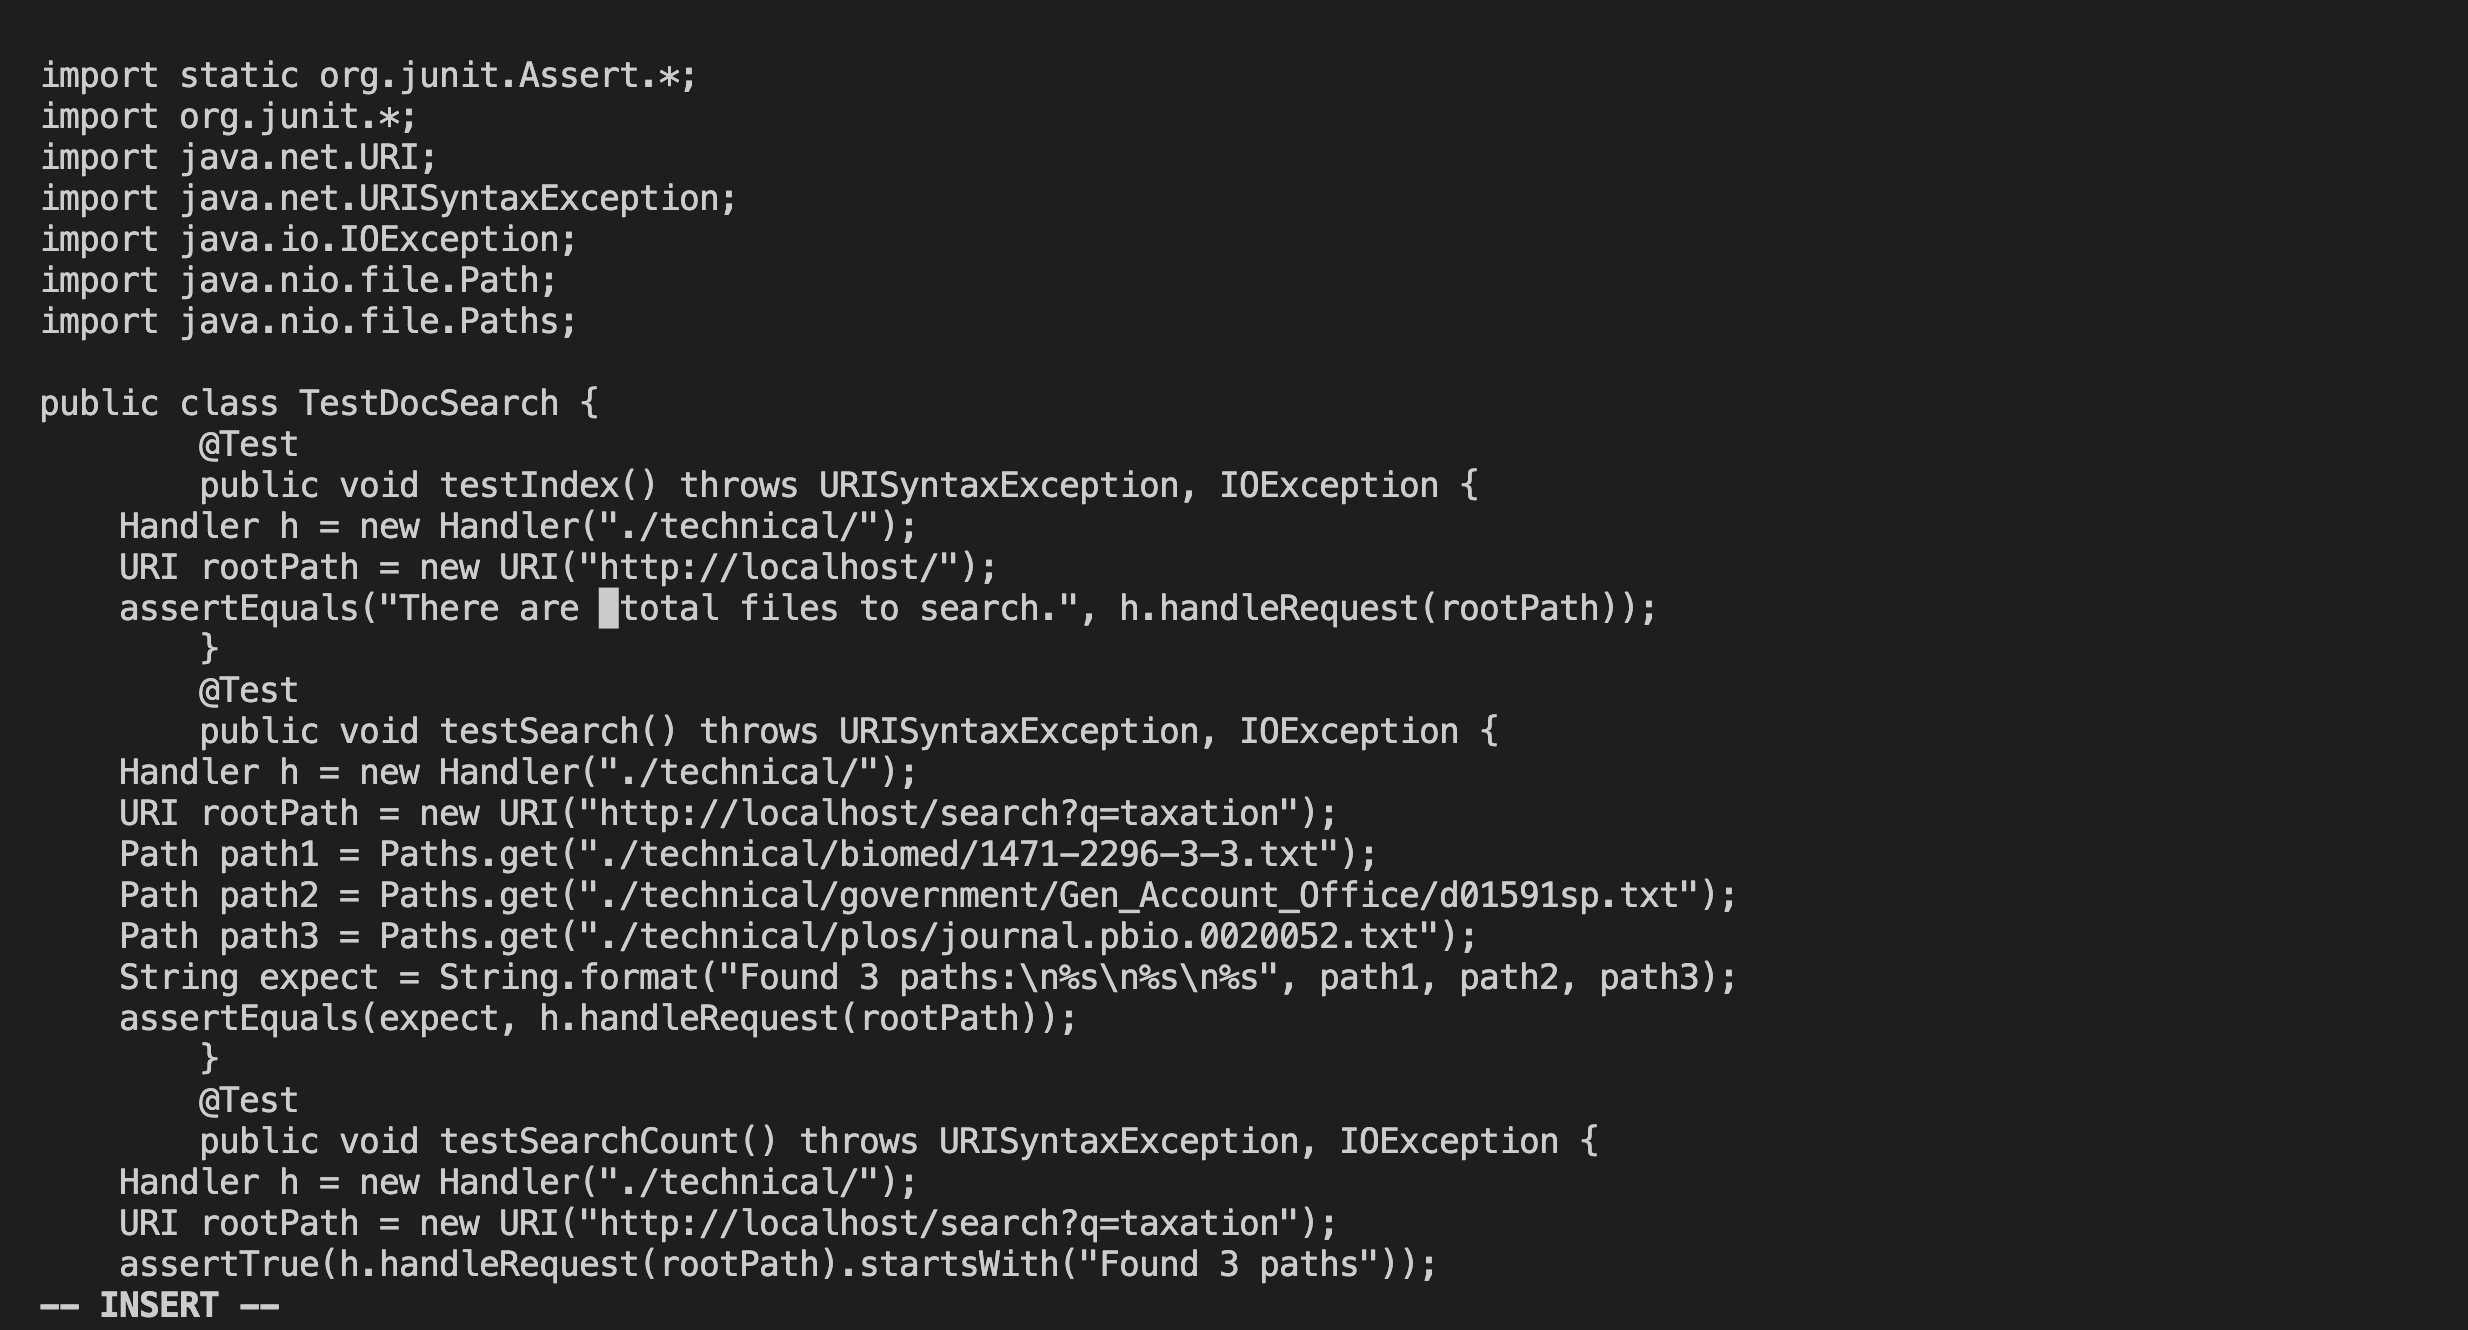 import static org.junit.Assert.*;
import org.junit.*;
import java.net.URI;
import java.net.URISyntaxException;
import java.io.IOException;
import java.nio.file.Path;
import java.nio.file.Paths;

public class TestDocSearch {
        @Test
        public void testIndex() throws URISyntaxException, IOException {
    Handler h = new Handler("./technical/");
    URI rootPath = new URI("http://localhost/");
    assertEquals("There are  total files to search.", h.handleRequest(rootPath));
        }
        @Test
        public void testSearch() throws URISyntaxException, IOException {
    Handler h = new Handler("./technical/");
    URI rootPath = new URI("http://localhost/search?q=taxation");
    Path path1 = Paths.get("./technical/biomed/1471-2296-3-3.txt");
    Path path2 = Paths.get("./technical/government/Gen_Account_Office/d01591sp.txt");
    Path path3 = Paths.get("./technical/plos/journal.pbio.0020052.txt");
    String expect = String.format("Found 3 paths:\n%s\n%s\n%s", path1, path2, path3);
    assertEquals(expect, h.handleRequest(rootPath));
        }
        @Test
        public void testSearchCount() throws URISyntaxException, IOException {
    Handler h = new Handler("./technical/");
    URI rootPath = new URI("http://localhost/search?q=taxation");
    assertTrue(h.handleRequest(rootPath).startsWith("Found 3 paths"));
-- INSERT --